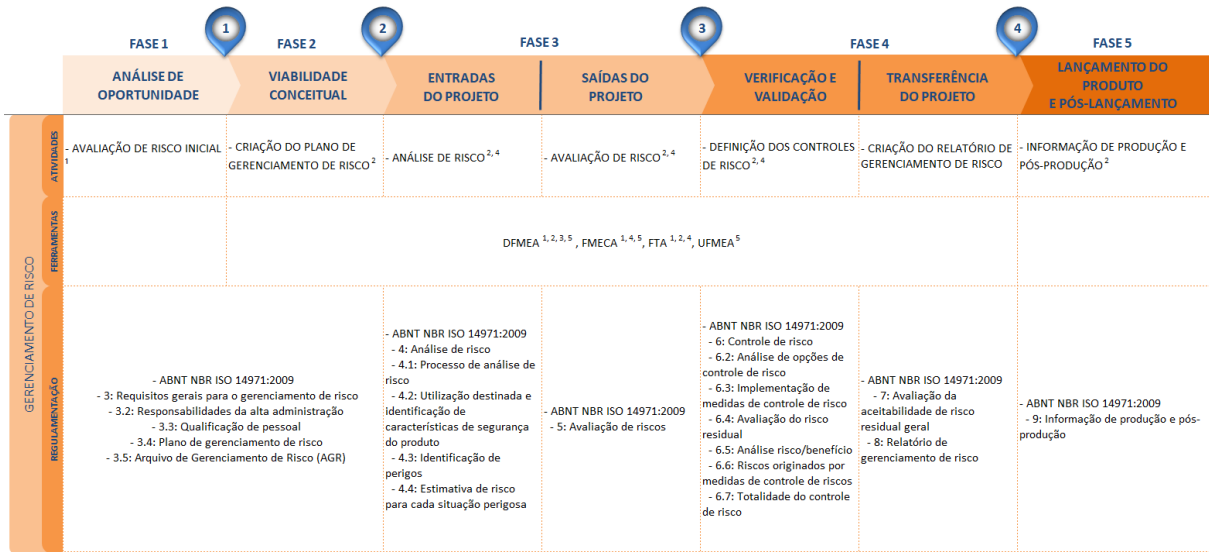 1
2
3
4
FASE 1
FASE 2
FASE 3
FASE 4
FASE 5
ANÁLISE DE
OPORTUNIDADE
VIABILIDADE
CONCEITUAL
ENTRADAS
DO PROJETO
SAÍDAS DO
PROJETO
VERIFICAÇÃO E
VALIDAÇÃO
TRANSFERÊNCIA
DO PROJETO
LANÇAMENTO DO
PRODUTO
E PÓS-LANÇAMENTO
GERENCIAMENTO DE RISCO
ATIVIDADES
- AVALIAÇÃO DE RISCO INICIAL
1
- CRIAÇÃO DO PLANO DE
GERENCIAMENTO DE RISCO 2
- ANÁLISE DE RISCO 2, 4
- AVALIAÇÃO DE RISCO 2, 4
- DEFINIÇÃO DOS CONTROLES
DE RISCO 2, 4
- CRIAÇÃO DO RELATÓRIO DE
GERENCIAMENTO DE RISCO
- INFORMAÇÃO DE PRODUÇÃO E
PÓS-PRODUÇÃO 2
FERRAMENTAS
DFMEA 1, 2, 3, 5 , FMECA 1, 4, 5, FTA 1, 2, 4, UFMEA 5
REGULAMENTAÇÃO
- ABNT NBR ISO 14971:2009
- 3: Requisitos gerais para o gerenciamento de risco
- 3.2: Responsabilidades da alta administração
- 3.3: Qualificação de pessoal
- 3.4: Plano de gerenciamento de risco
- 3.5: Arquivo de Gerenciamento de Risco (AGR)
- ABNT NBR ISO 14971:2009
- 4: Análise de risco
- 4.1: Processo de análise de
risco
- 4.2: Utilização destinada e
identificação de
características de segurança
do produto
- 4.3: Identificação de
perigos
- 4.4: Estimativa de risco
para cada situação perigosa
- ABNT NBR ISO 14971:2009
- 5: Avaliação de riscos
- ABNT NBR ISO 14971:2009
- 6: Controle de risco
- 6.2: Análise de opções de
controle de risco
- 6.3: Implementação de
medidas de controle de risco
- 6.4: Avaliação do risco
residual
- 6.5: Análise risco/benefício
- 6.6: Riscos originados por
medidas de controle de riscos
- 6.7: Totalidade do controle
de risco
- ABNT NBR ISO 14971:2009
- 7: Avaliação da
aceitabilidade de risco
residual geral
- 8: Relatório de
gerenciamento de risco
- ABNT NBR ISO 14971:2009
- 9: Informação de produção e pós-
produção